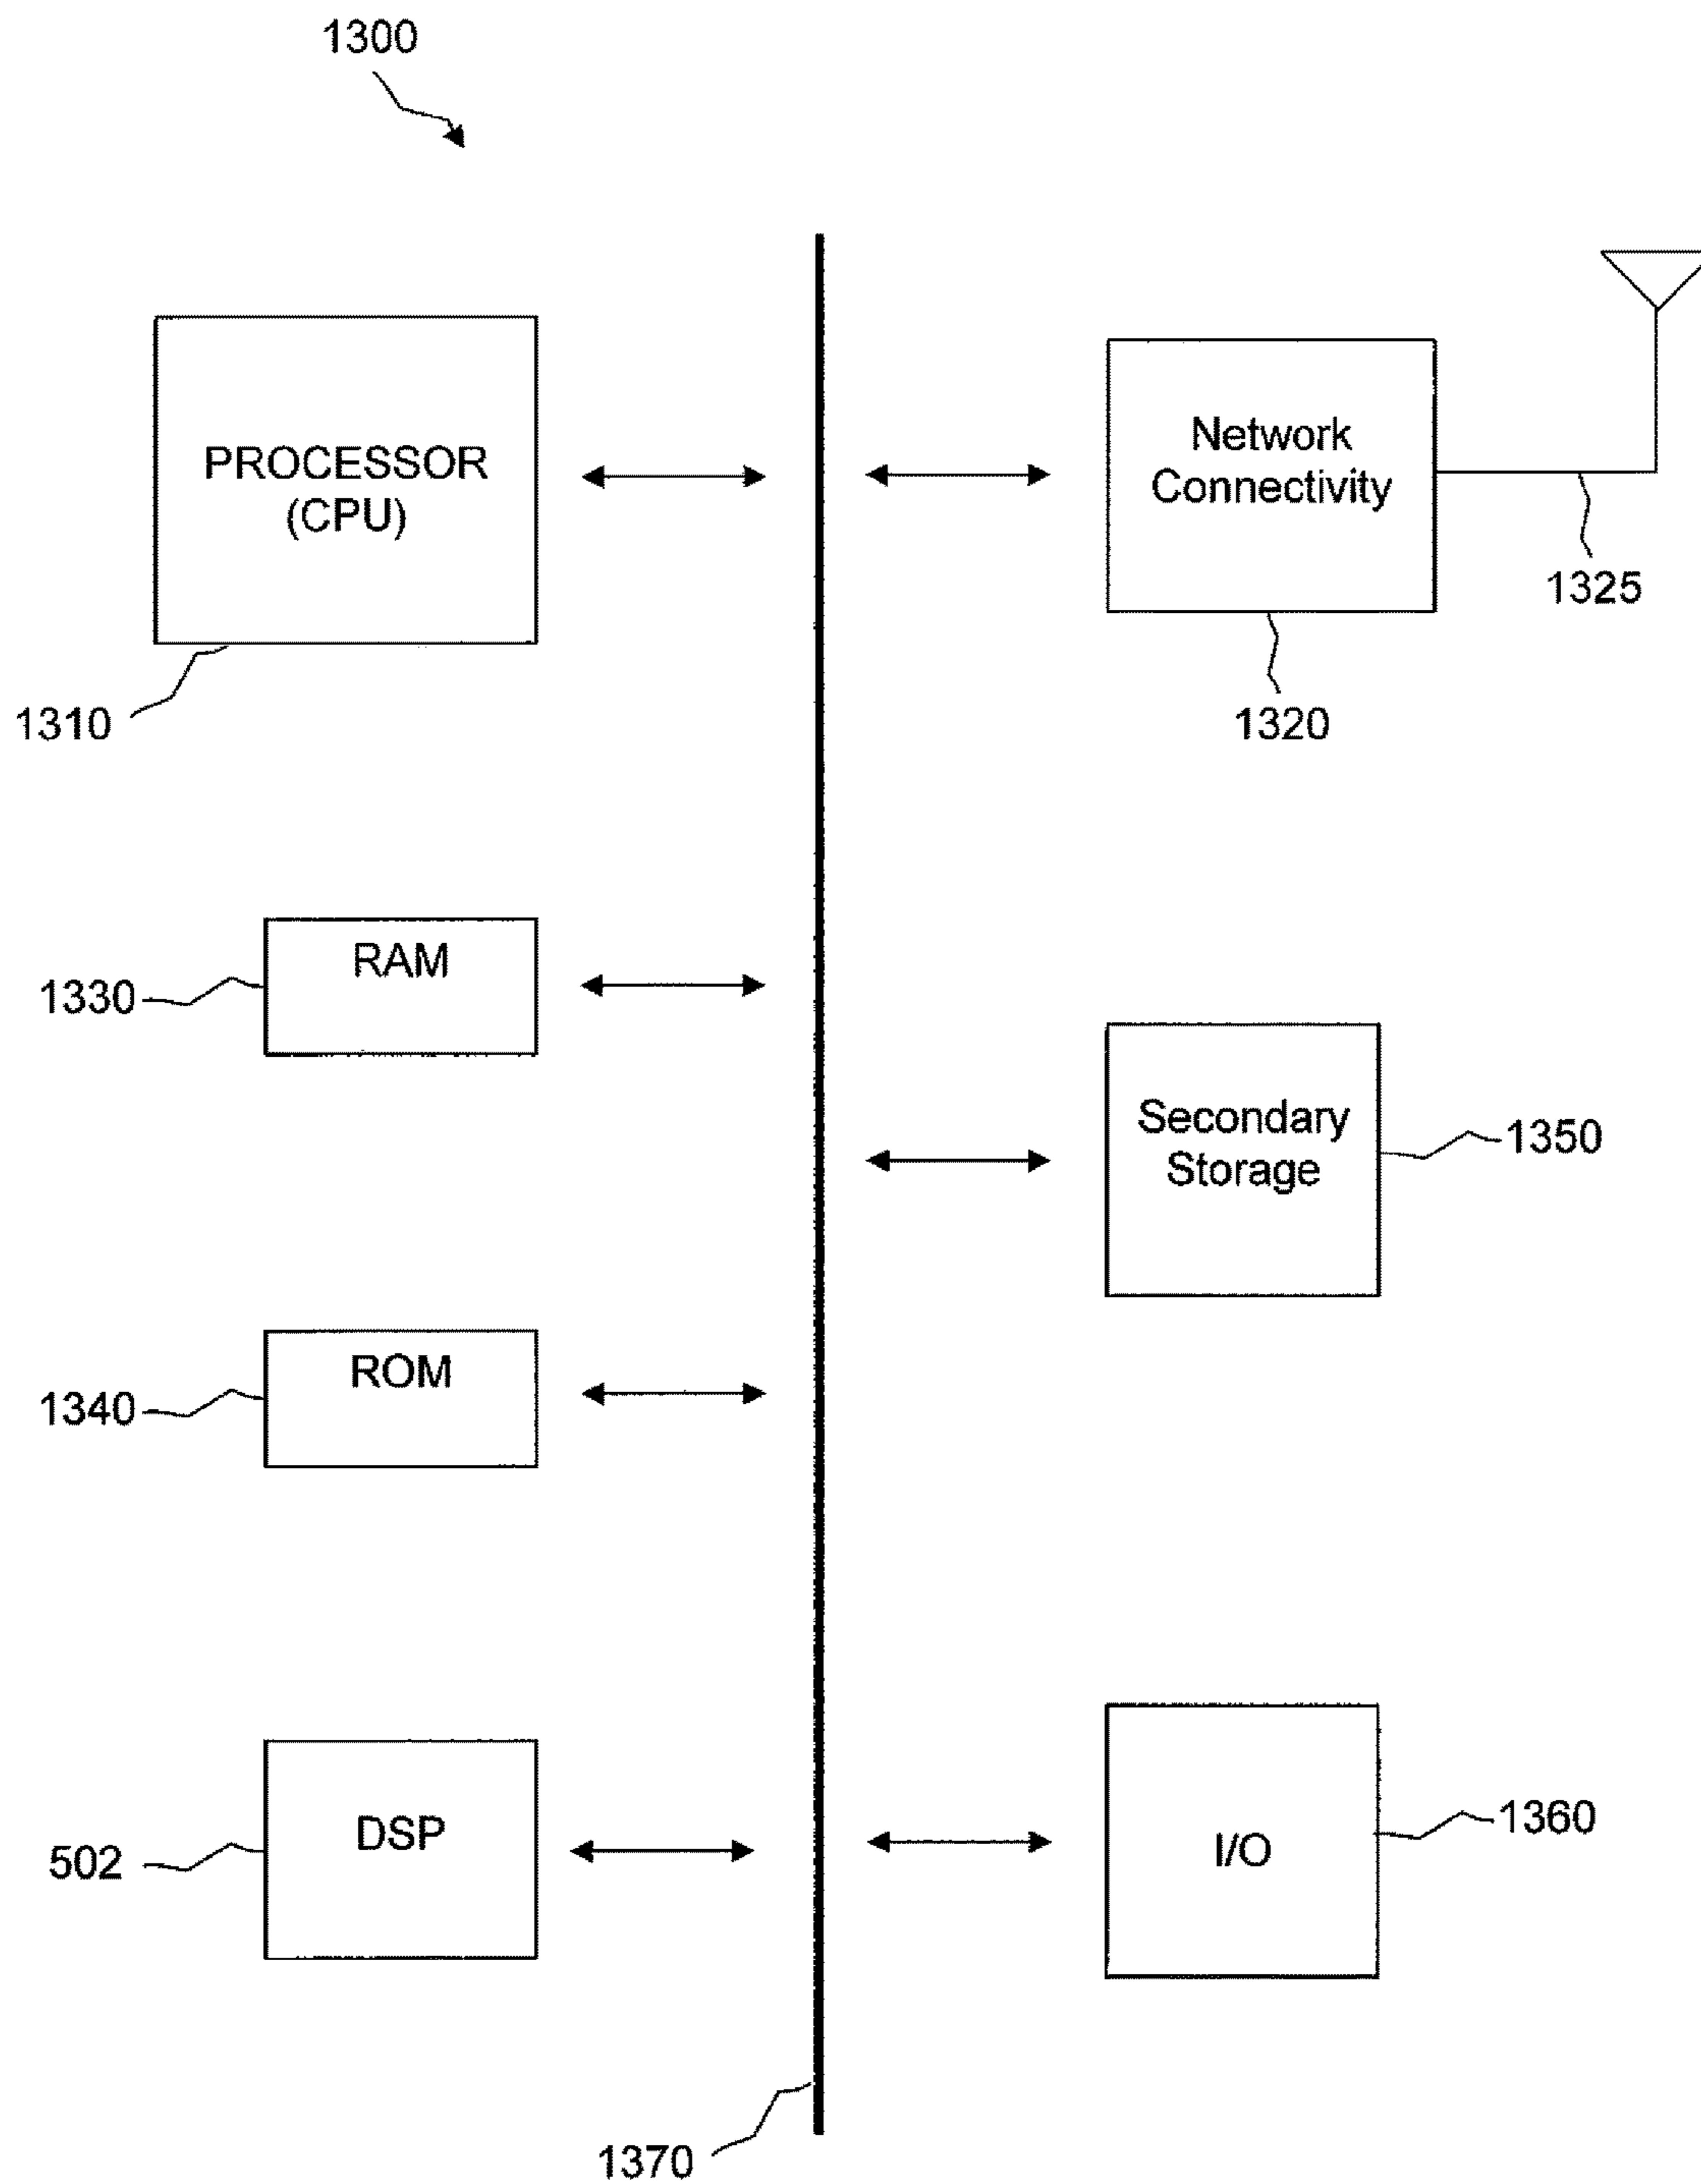 1300
PROCESSOR
(CPU)
Network
Connectivity
1325
1310
1320
RAM
1330
Secondary
Storage
1350
ROM
1340
DSP
502
I/O
1360
1370